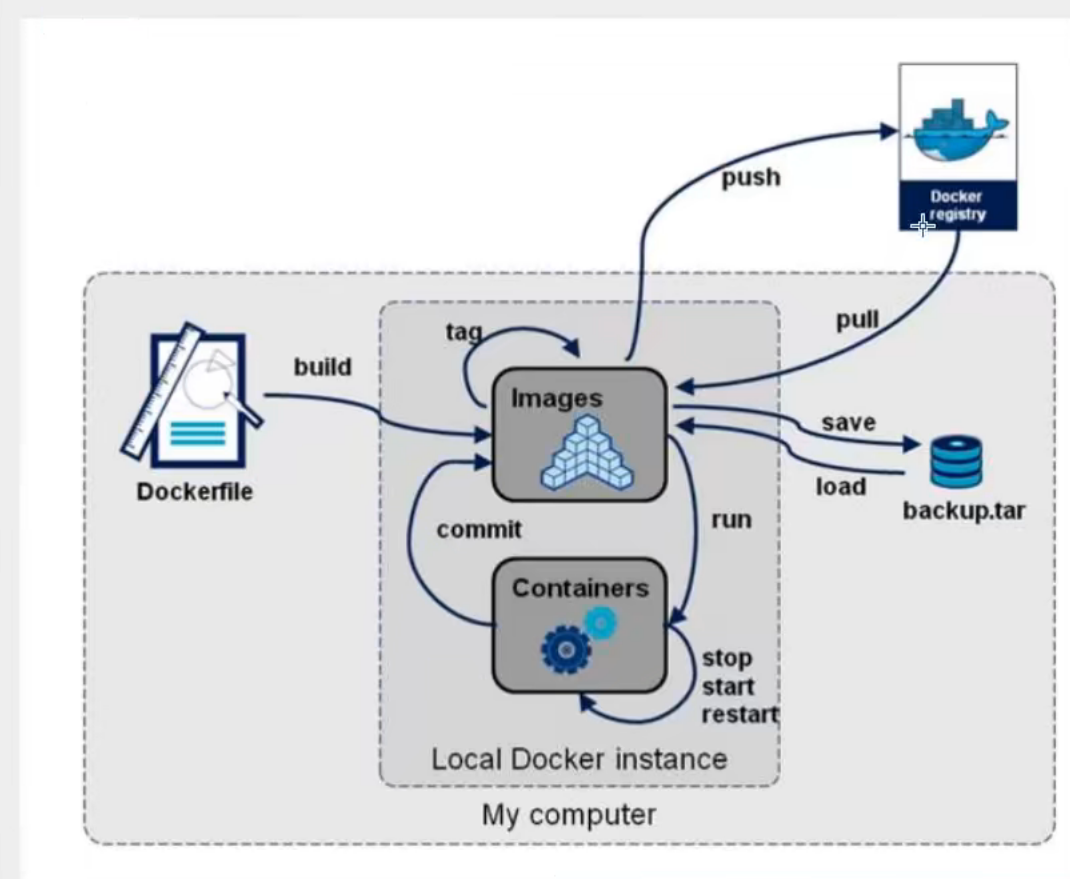 push
Docker
registry
pull
tag
build
Images
save
load
Dockerfile
backup.tar
run
commit
Containers
stop
start
restart
Local Docker instance
My computer